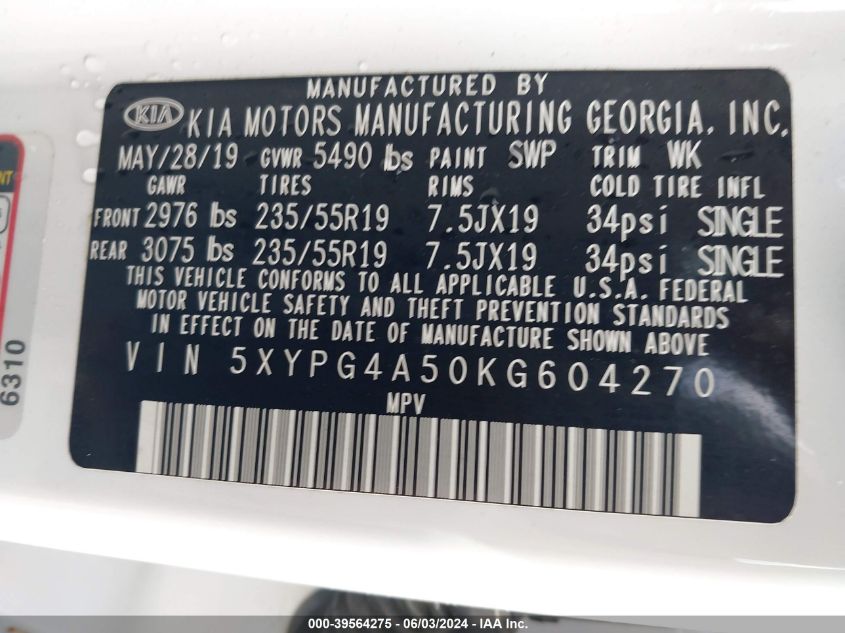 MANUFACTURED BY
KIA KIA MOTORS MANUFACTURING GEORGIA, INC.
MAY/28/19 GVWR 5490 lbs PAINT SWP TRIM WK
GAWR TIRES RIMS COLD TIRE INFL
FRONT 2976 lbs 235/55R19 7.5JX19 34psi SINGLE
REAR 3075 lbs 235/55R19 7.5JX19 34psi SINGLE
THIS VEHICLE CONFORMS TO ALL APPLICABLE U.S.A. FEDERAL
MOTOR VEHICLE SAFETY AND THEFT PREVENTION STANDARDS
IN EFFECT ON THE DATE OF MANUFACTURE SHOWN ABOVE
VIN 5XYPG4A50KG604270
MPV
6310
000-39564275 - 06/03/2024 - IAA Inc.